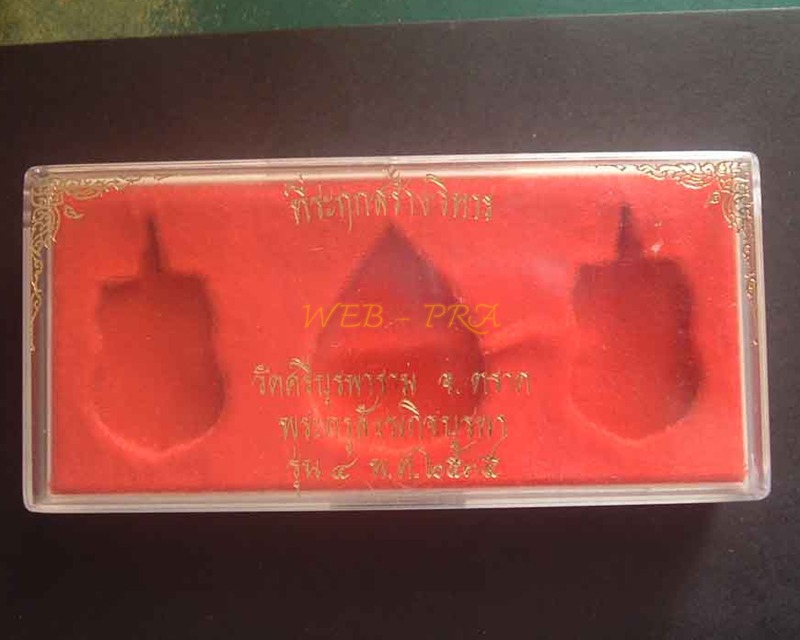 ที่ระฤกสร้างวิหาร
WEB - PRA
วัดศรีบูรพาราม จ.ตราด
พระครูสังฆกิจบูรพา
รุ่น ๔ พ.ศ.๒๕๓๕